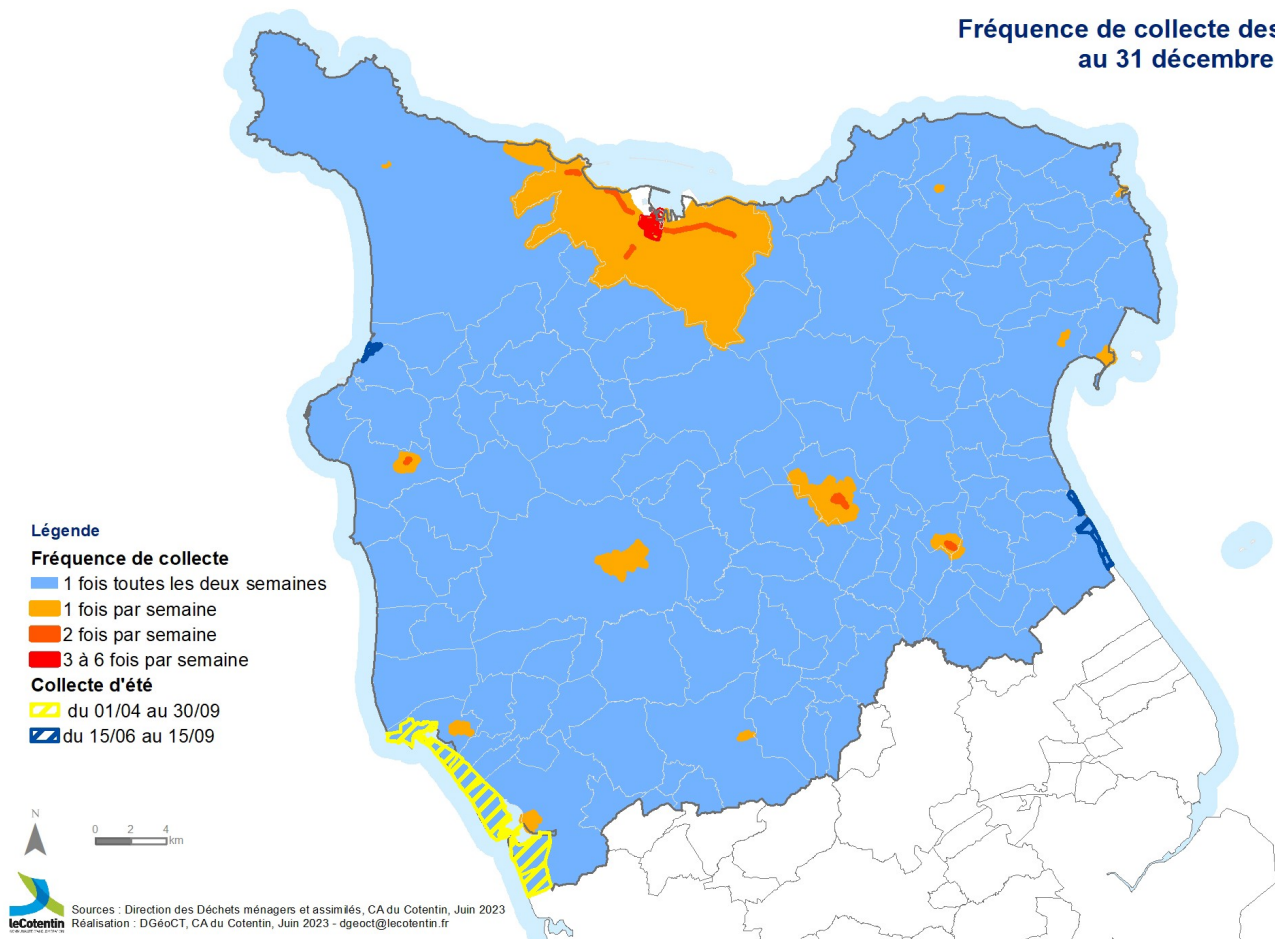 Fréquence de collecte des
au 31 décembre
Légende
Fréquence de collecte
1 fois toutes les deux semaines
1 fois par semaine
2 fois par semaine
3 à 6 fois par semaine
Collecte d'été
du 01/04 au 30/09
du 15/06 au 15/09
N
0 2 4
km
leCotentin
Sources : Direction des Déchets ménagers et assimilés, CA du Cotentin, Juin 2023
Réalisation : DGéoCT, CA du Cotentin, Juin 2023 - dgeoct@lecotentin.fr